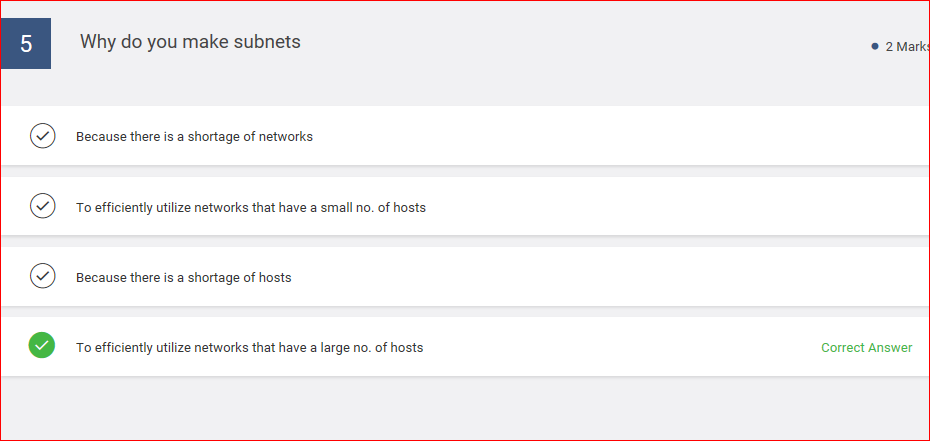 5
Why do you make subnets
2 Marks
Because there is a shortage of networks
To efficiently utilize networks that have a small no. of hosts
Because there is a shortage of hosts
To efficiently utilize networks that have a large no. of hosts
Correct Answer